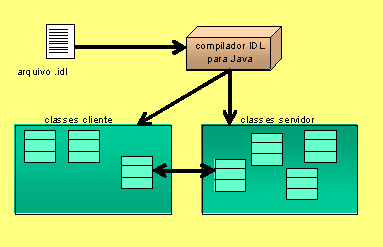 compilador IDL
para Java
arquivo .idl
classes cliente
classes servidor